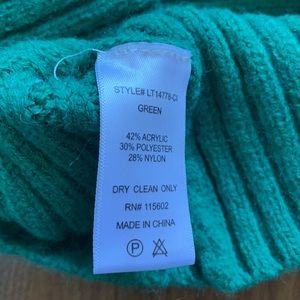 STYLE# LT14778-CI
GREEN
42% ACRYLIC
30% POLYESTER
28% NYLON
DRY CLEAN ONLY
RN# 115602
MADE IN CHINA
P